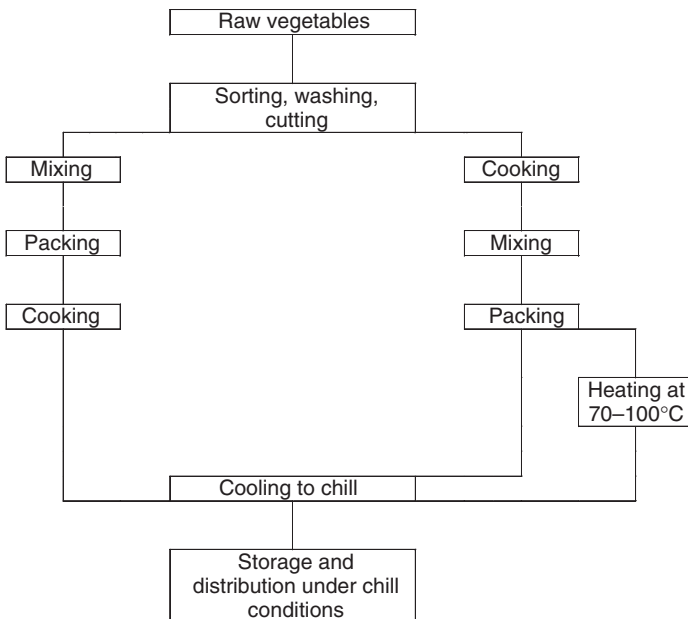 Raw vegetables
Sorting, washing,
cutting
Mixing
Cooking
Packing
Mixing
Cooking
Packing
Heating at
70–100°C
Cooling to chill
Storage and
distribution under chill
conditions